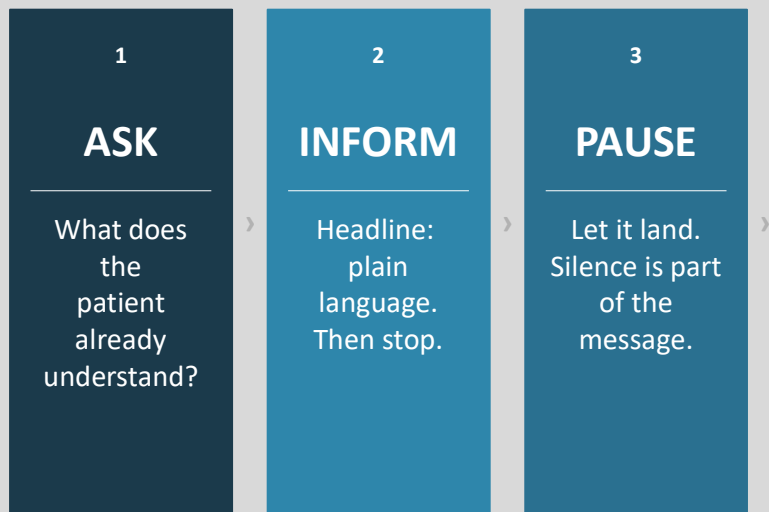 1
ASK
What does
the
patient
already
understand?
›
2
INFORM
Headline:
plain
language.
Then stop.
›
3
PAUSE
Let it land.
Silence is part
of the
message.
›